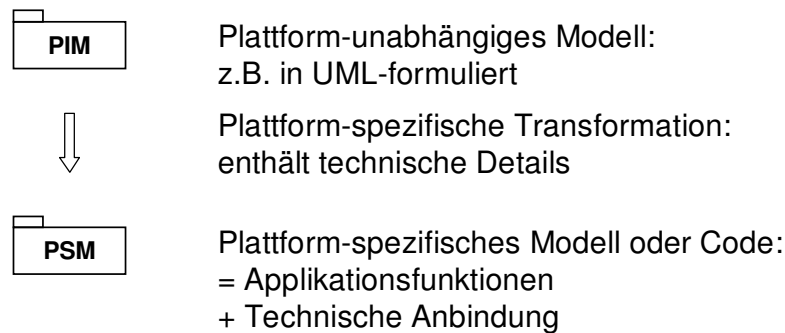 PIM
Plattform-unabhängiges Modell:
z.B. in UML-formuliert
Plattform-spezifische Transformation:
enthält technische Details
PSM
Plattform-spezifisches Modell oder Code:
= Applikationsfunktionen
+ Technische Anbindung